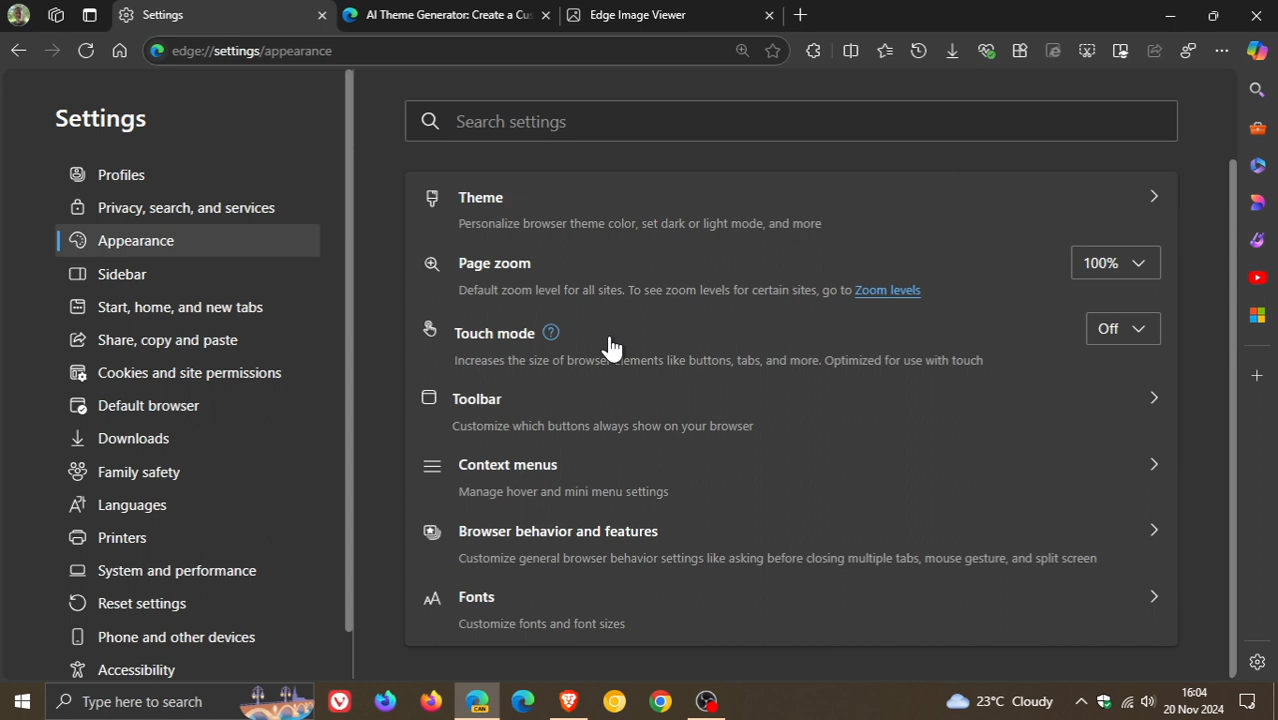 Settings
AI Theme Generator: Create a Cus
Edge Image Viewer
edge://settings/appearance
Settings
Profiles
Privacy, search, and services
Appearance
Sidebar
Start, home, and new tabs
Share, copy and paste
Cookies and site permissions
Default browser
Downloads
Family safety
Languages
Printers
System and performance
Reset settings
Phone and other devices
Accessibility
Search settings
Theme
Personalize browser theme color, set dark or light mode, and more
Page zoom
100%
Default zoom level for all sites. To see zoom levels for certain sites, go to Zoom levels
Touch mode
Off
Increases the size of browser elements like buttons, tabs, and more. Optimized for use with touch
Toolbar
Customize which buttons always show on your browser
Context menus
Manage hover and mini menu settings
Browser behavior and features
Customize general browser behavior settings like asking before closing multiple tabs, mouse gesture, and split screen
Fonts
Customize fonts and font sizes
Type here to search
CAN
23°C Cloudy
16:04
20 Nov 2024